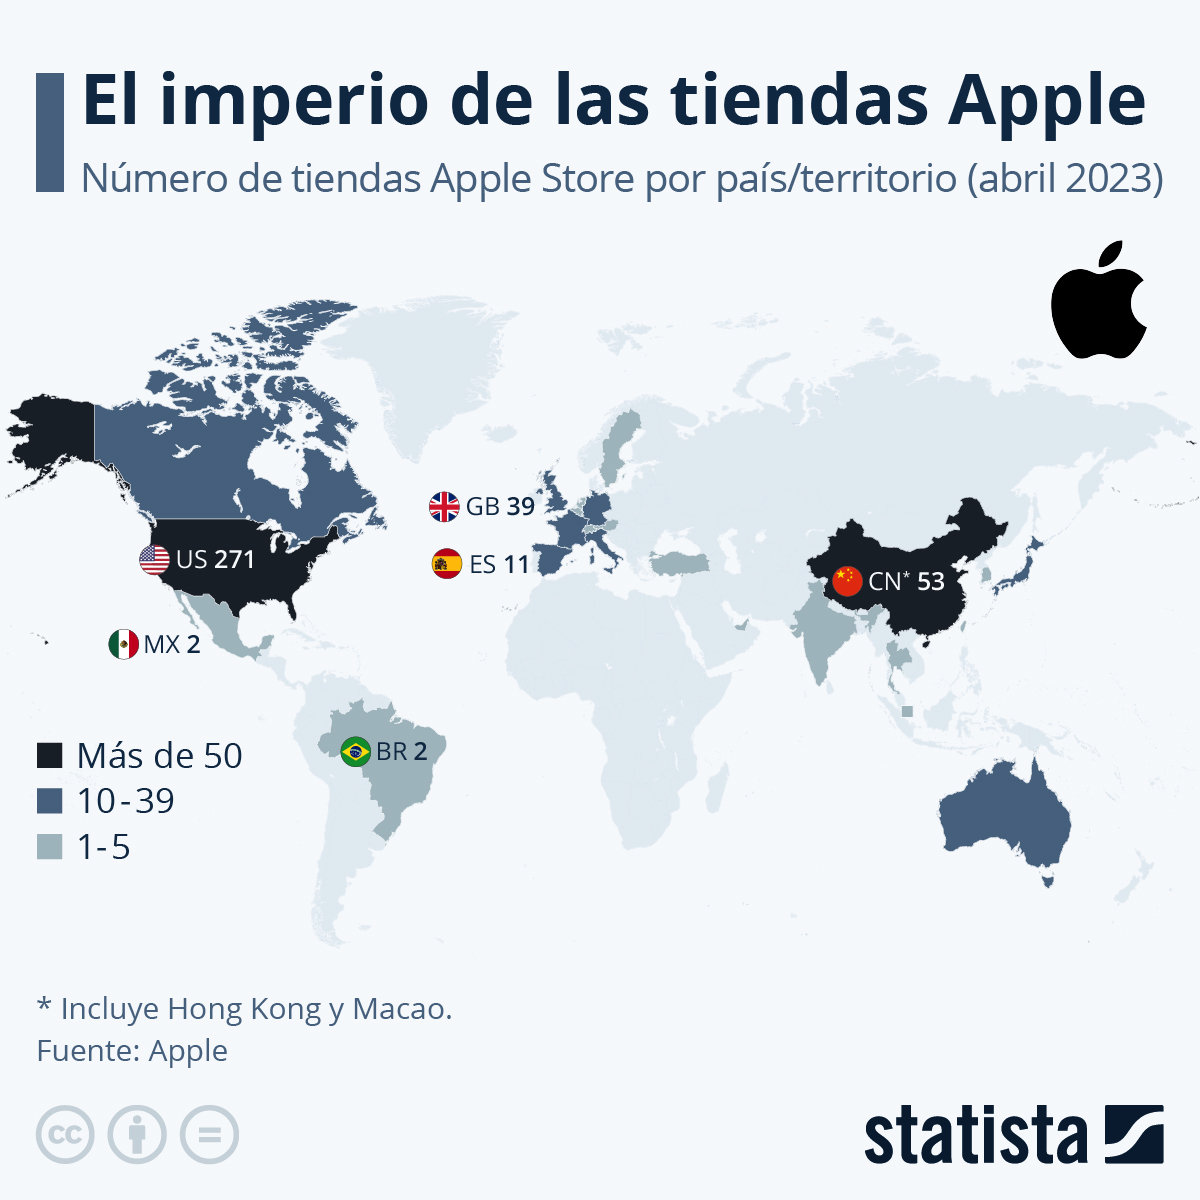 El imperio de las tiendas Apple
Número de tiendas Apple Store por país/territorio (abril 2023)
GB 39
US 271
ES 11
CN* 53
MX 2
BR 2
Más de 50
10-39
1-5
* Incluye Hong Kong y Macao.
Fuente: Apple
cc
statista